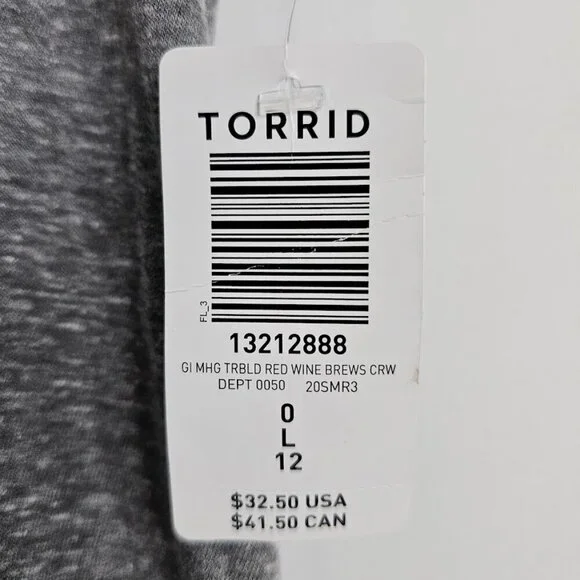 TORRID
FL_3
13212888
GI MHG TRBLD RED WINE BREWS CRW
DEPT 0050 20SMR3
0
L
12
$32.50 USA
$41.50 CAN